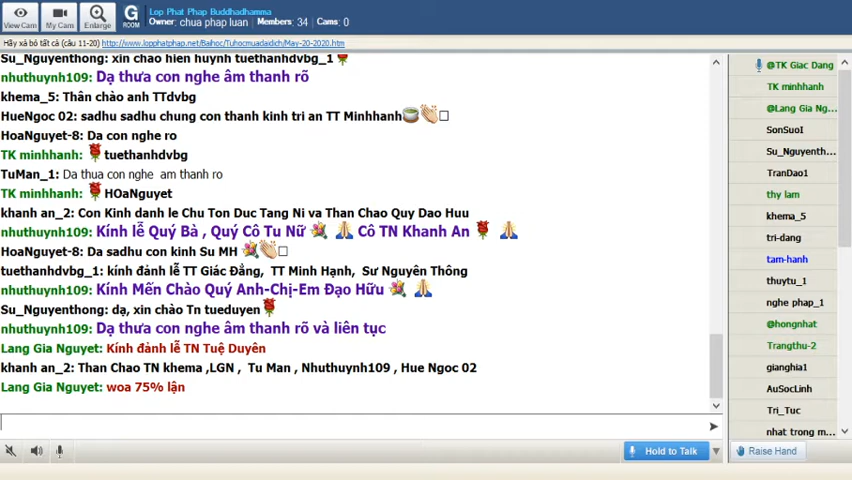 View Cam
My Cam
Enlarge
G
ROOM
Lop Phat Phap Buddhadhamma
Owner: chua phap luan Members: 34 Cams: 0
Hãy xả bỏ tất cả (câu 11-20) http://www.lopphatphap.net/Baihoc/Tuhocmuadaidich/May-20-2020.htm
Su_Nguyenthong: xin chào hiền huynh tuethanhdvbg_1
nhuthuynh109: Dạ thưa con nghe âm thanh rõ
khema_5: Thân chào anh TTdvbg
HueNgoc 02: sadhu sadhu chung con thanh kinh tri an TT Minhhanh
HoaNguyet-8: Da con nghe ro
TK minhhanh: tuethanhdvbg
TuMan_1: Da thua con nghe am thanh ro
TK minhhanh: HOaNguyet
khanh an_2: Con Kinh danh le Chu Ton Duc Tang Ni va Than Chao Quy Dao Huu
nhuthuynh109: Kính lễ Quý Bà , Quý Cô Tu Nữ Cô TN Khanh An
HoaNguyet-8: Da sadhu con kinh Su MH
tuethanhdvbg_1: kính đảnh lễ TT Giác Đẳng, TT Minh Hạnh, Sư Nguyên Thông
nhuthuynh109: Kính Mến Chào Quý Anh-Chị-Em Đạo Hữu
Su_Nguyenthong: dạ, xin chào Tn tueduyen
nhuthuynh109: Dạ thưa con nghe âm thanh rõ và liên tục
Lang Gia Nguyet: Kính đảnh lễ TN Tuệ Duyên
khanh an_2: Than Chao TN khema ,LGN , Tu Man , Nhuthuynh109 , Hue Ngoc 02
Lang Gia Nguyet: woa 75% lận
@TK Giac Dang
TK minhhanh
@Lang Gia Ng...
SonSuoI
Su_Nguyenth...
TranDao1
thy lam
khema_5
tri-dang
tam-hanh
thuytu_1
nghe phap_1
@hongnhat
Trangthu-2
gianghia1
AuSocLinh
Tri_Tuc
nhat trong m...
Hold to Talk
Raise Hand